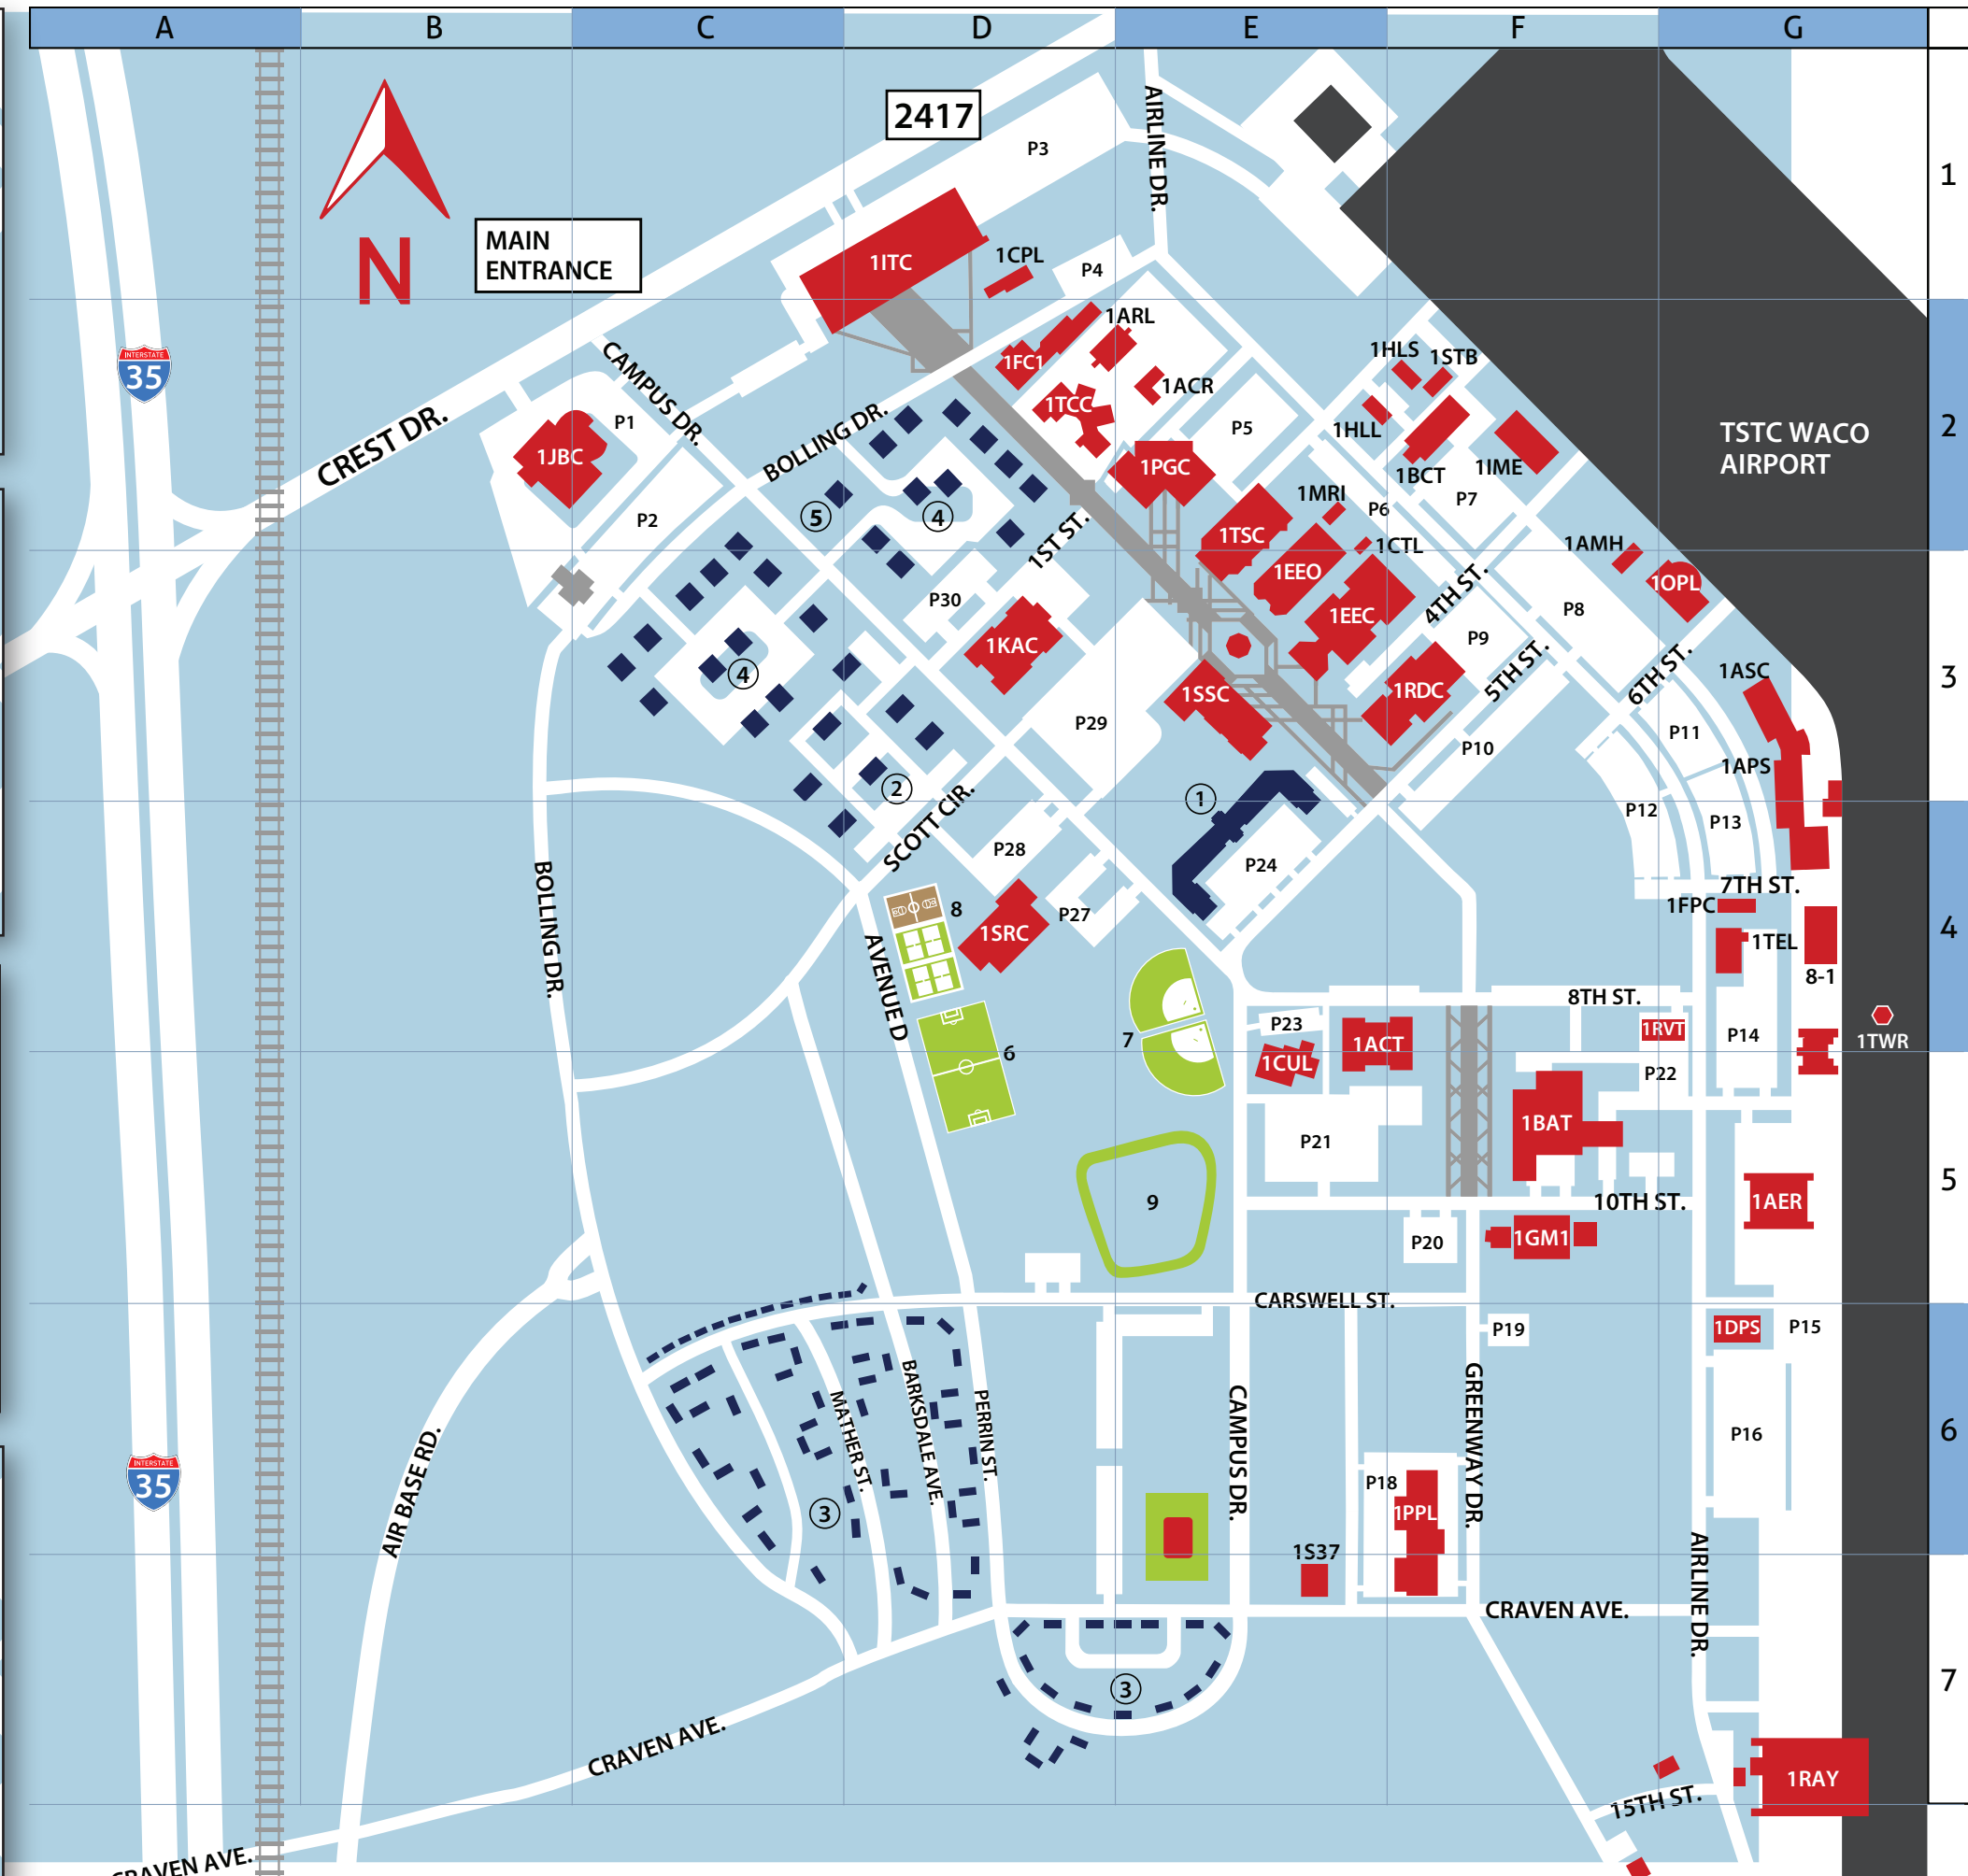 A B C D E F G
1
2
3
4
5
6
7
N
MAIN
ENTRANCE
2417
P3
AIRLINE DR.
1ITC
1CPL
P4
1ARL
1FC1
1ACR
1TCC
1HLS
1STB
1HLL
1BCT
1IME
P5
P6
P7
INTERSTATE
35
CREST DR.
CAMPUS DR.
P1
1JBC
P2
BOLLING DR.
5
4
1ST ST.
1PGC
1MRI
1TSC
1CTL
1EEO
1EEC
4TH ST.
1AMH
1OPL
TSTC WACO
AIRPORT
P8
P9
5TH ST.
6TH ST.
1RDC
P10
P30
1KAC
P29
1SSC
4
2
1
SCOTT CIR.
1ASC
P11
1APS
P12
P13
7TH ST.
1FPC
1TEL
8-1
P24
P28
P27
1SRC
8
BOLLING DR.
AVENUE D
6
7
8TH ST.
P23
1CUL
1ACT
1RVT
P14
1TWR
P22
1BAT
P21
9
10TH ST.
1AER
P20
1GM1
CARSWELL ST.
P19
1DPS
P15
P16
INTERSTATE
35
AIR BASE RD.
MATHER ST.
BARKSDALE AVE.
PERRIN ST.
3
CAMPUS DR.
GREENWAY DR.
P18
1PPL
1S37
CRAVEN AVE.
AIRLINE DR.
3
CRAVEN AVE.
1RAY
15TH ST.
CRAVEN AVE.